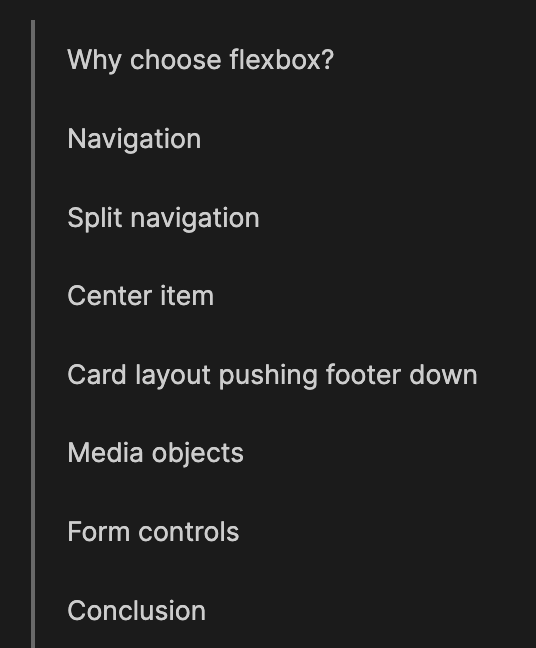 Why choose flexbox?
Navigation
Split navigation
Center item
Card layout pushing footer down
Media objects
Form controls
Conclusion